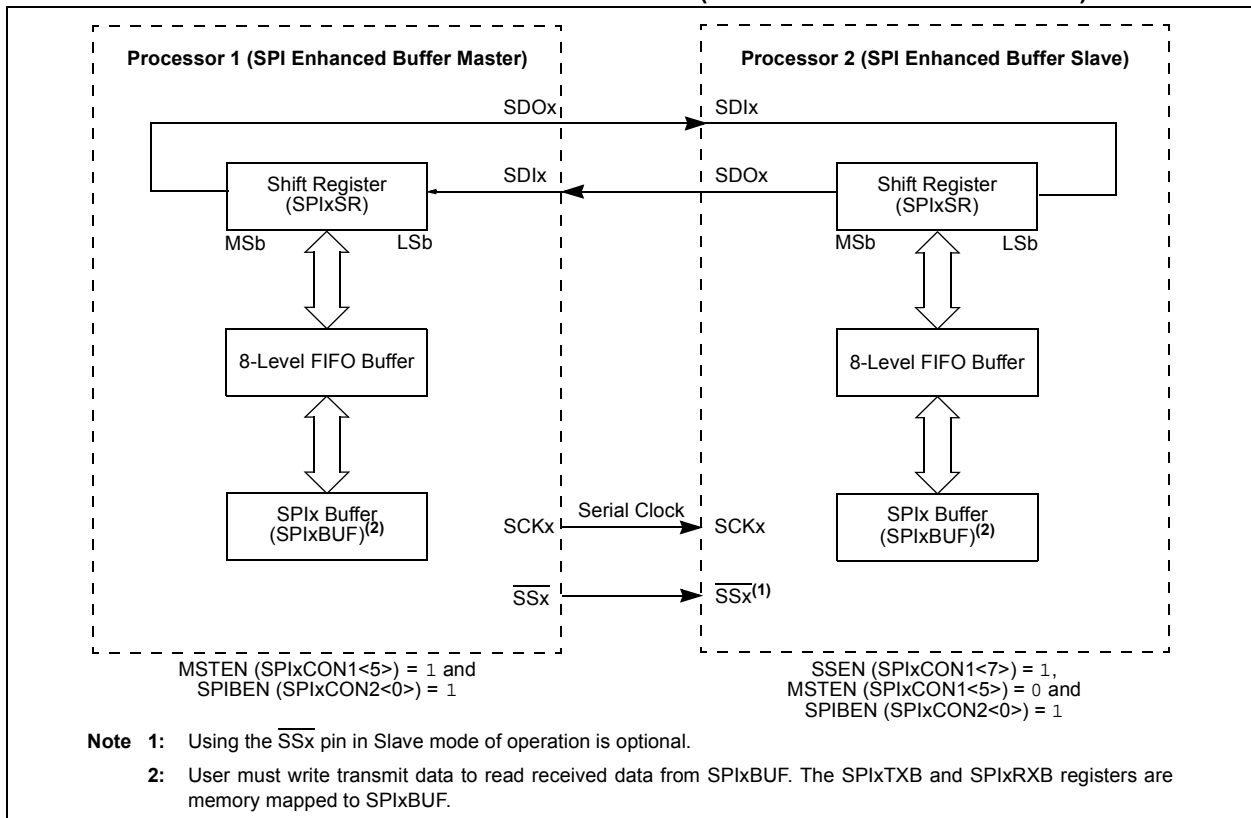 Processor 1 (SPI Enhanced Buffer Master)
Processor 2 (SPI Enhanced Buffer Slave)
SDOx
SDIx
Shift Register
(SPIxSR)
MSb
LSb
SDIx
SDOx
Shift Register
(SPIxSR)
MSb
LSb
8-Level FIFO Buffer
8-Level FIFO Buffer
SPIx Buffer
(SPIxBUF)(2)
SCKx
Serial Clock
SCKx
SPIx Buffer
(SPIxBUF)(2)
SSx
SSx(1)
MSTEN (SPIxCON1<5>) = 1 and
SPIBEN (SPIxCON2<0>) = 1
SSEN (SPIxCON1<7>) = 1,
MSTEN (SPIxCON1<5>) = 0 and
SPIBEN (SPIxCON2<0>) = 1
Note 1: Using the SSx pin in Slave mode of operation is optional.
2: User must write transmit data to read received data from SPIxBUF. The SPIxTXB and SPIxRXB registers are
memory mapped to SPIxBUF.